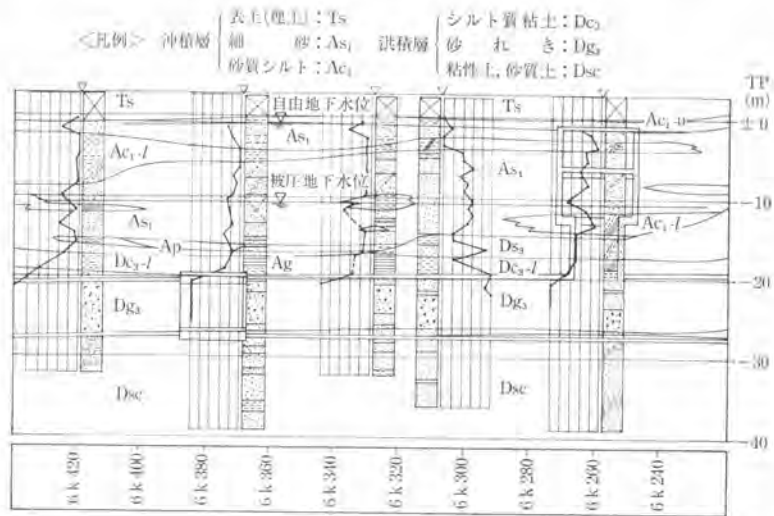 <凡例> 沖積層 表土(埋土):Ts
細砂:As₁
砂質シルト:Ac₁
洪積層 シルト質粘土:Dc₃
砂れき:Dg₃
粘性土,砂質土:Dsc
TP
(m)
Ts
自由地下水位
Ts
Ac₁-u
±0
As₁
Ac₁-l
As₁
被圧地下水位
-10
As₁
Ac₁-l
Ap
Ds₃
Dc₃-l
Ag
Dc₃-l
-20
Dg₃
Dg₃
-30
Dsc
Dsc
-40
6k420
6k400
6k380
6k360
6k340
6k320
6k300
6k280
6k260
6k240